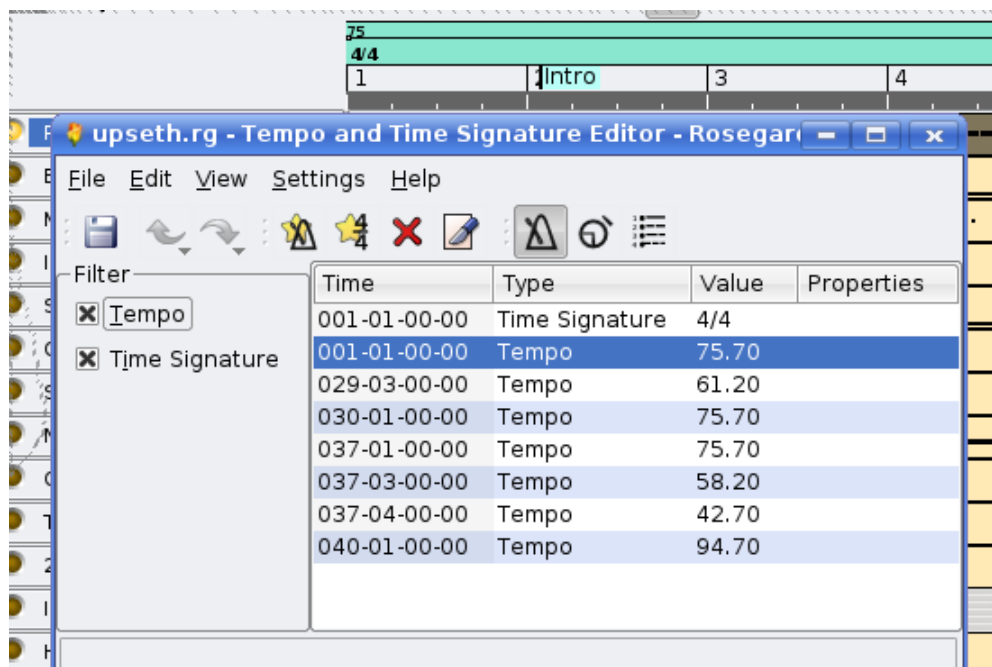 75
4/4
1 2 Intro 3 4
upseth.rg - Tempo and Time Signature Editor - Rosegar
File Edit View Settings Help
Filter
Tempo
Time Signature
Time Type Value Properties
001-01-00-00 Time Signature 4/4
001-01-00-00 Tempo 75.70
029-03-00-00 Tempo 61.20
030-01-00-00 Tempo 75.70
037-01-00-00 Tempo 75.70
037-03-00-00 Tempo 58.20
037-04-00-00 Tempo 42.70
040-01-00-00 Tempo 94.70